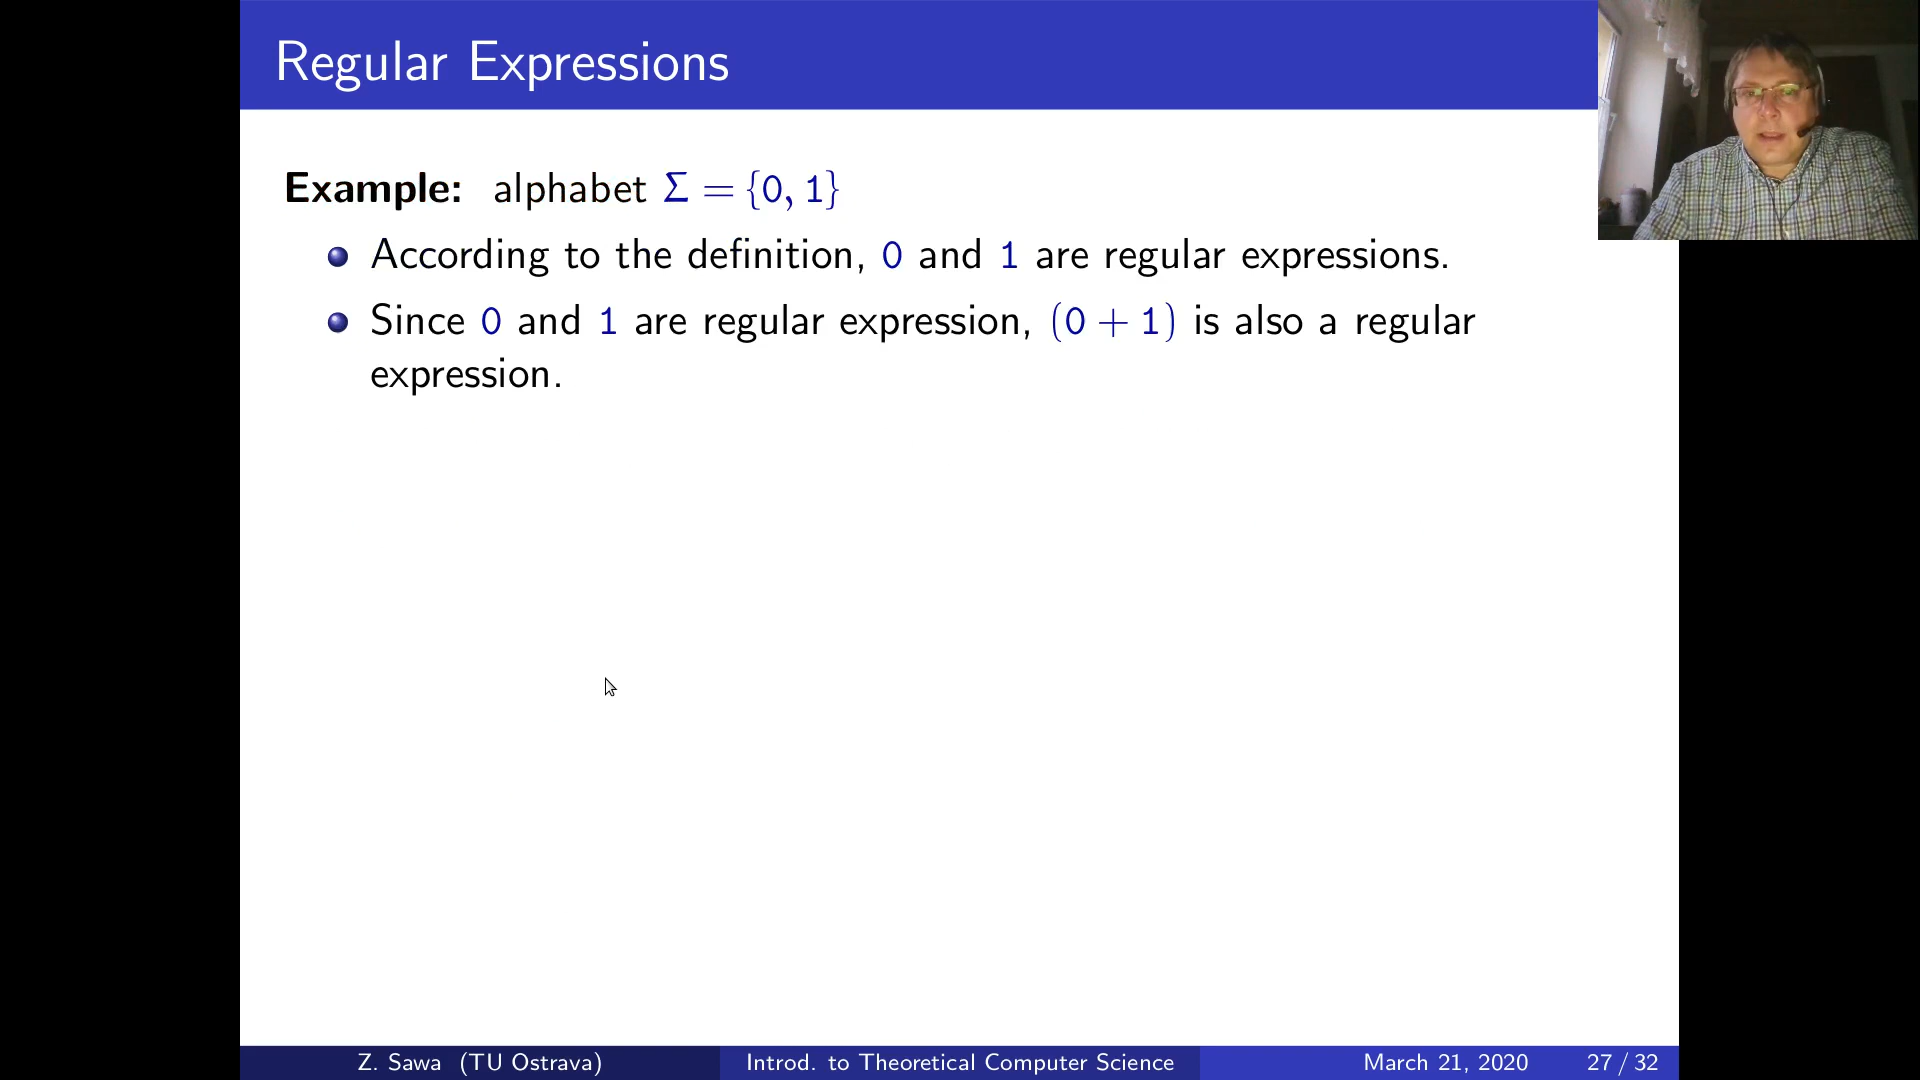 Regular Expressions
Example: alphabet Σ = {0, 1}
According to the definition, 0 and 1 are regular expressions.
Since 0 and 1 are regular expression, (0 + 1) is also a regular
expression.
Z. Sawa (TU Ostrava) Introd. to Theoretical Computer Science March 21, 2020 27 / 32